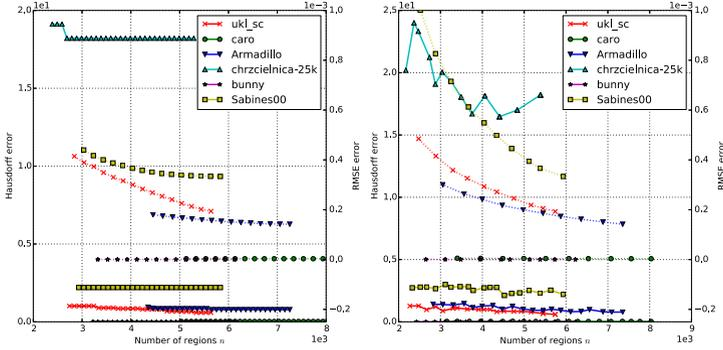 1e1
1e−3
2,0
1,5
1,0
0,5
0,0
Hausdorff error
1,0
0,8
0,6
0,4
0,2
0,0
−0,2
RMSE error
ukl_sc
caro
Armadillo
chrzcielnica-25k
bunny
Sabines00
2 3 4 5 6 7 8
Number of regions n
1e3
1e1
1e−3
2,5
2,0
1,5
1,0
0,5
0,0
Hausdorff error
1,0
0,8
0,6
0,4
0,2
0,0
−0,2
RMSE error
ukl_sc
caro
Armadillo
chrzcielnica-25k
bunny
Sabines00
2 3 4 5 6 7 8 9
Number of regions n
1e3